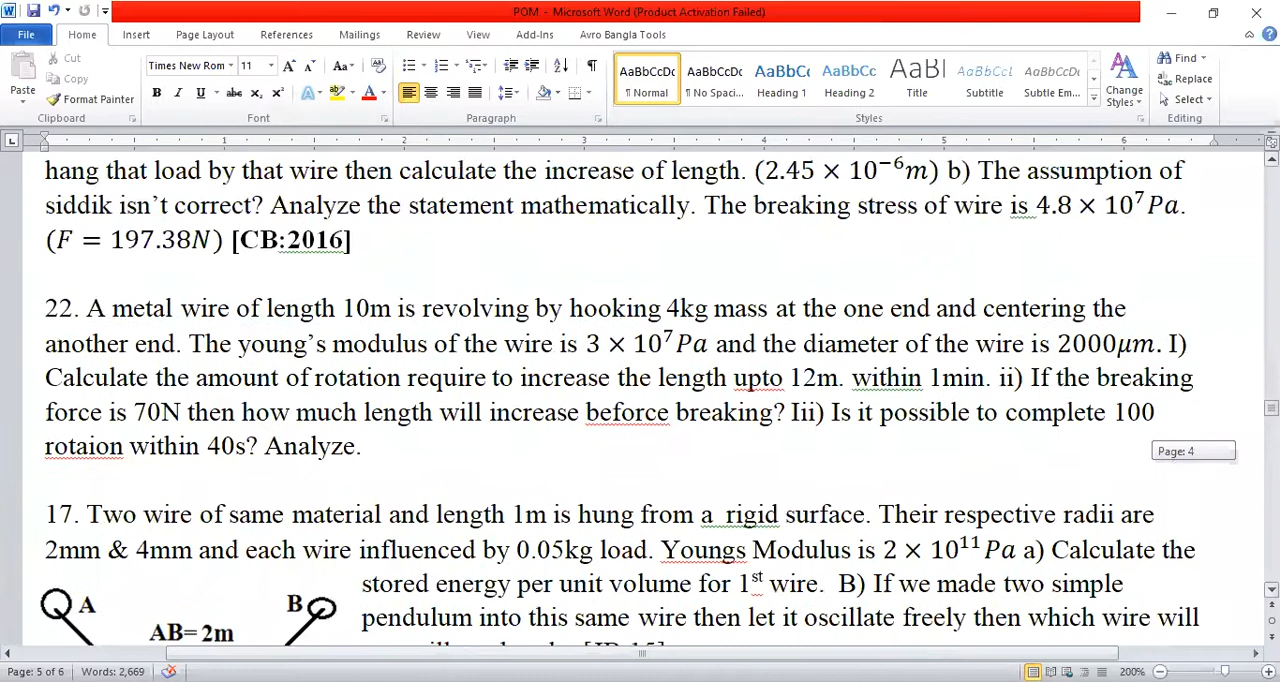 POM - Microsoft Word (Product Activation Failed)
File Home Insert Page Layout References Mailings Review View Add-Ins Avro Bangla Tools
Paste Cut Copy Format Painter
Times New Rom 11
AaBbCcDc AaBbCcDc AaBbCc AaBbCc AaBl AaBbCcDc AaBbCcDc
¶ Normal ¶ No Spaci... Heading 1 Heading 2 Title Subtitle Subtle Em...
Change Styles
Find Replace Select
Clipboard Font Paragraph Styles Editing
1 2 3 4 5 6
hang that load by that wire then calculate the increase of length. (2.45 × 10⁻⁶m) b) The assumption of
siddik isn't correct? Analyze the statement mathematically. The breaking stress of wire is 4.8 × 10⁷Pa.
(F = 197.38N) [CB:2016]
22. A metal wire of length 10m is revolving by hooking 4kg mass at the one end and centering the
another end. The young's modulus of the wire is 3 × 10⁷Pa and the diameter of the wire is 2000μm. I)
Calculate the amount of rotation require to increase the length upto 12m. within 1min. ii) If the breaking
force is 70N then how much length will increase beforce breaking? Iii) Is it possible to complete 100
rotaion within 40s? Analyze.
Page: 4
17. Two wire of same material and length 1m is hung from a rigid surface. Their respective radii are
2mm & 4mm and each wire influenced by 0.05kg load. Youngs Modulus is 2 × 10¹¹Pa a) Calculate the
stored energy per unit volume for 1st wire. B) If we made two simple
pendulum into this same wire then let it oscillate freely then which wire will
A B
AB= 2m
Page: 5 of 6 Words: 2,669 200%